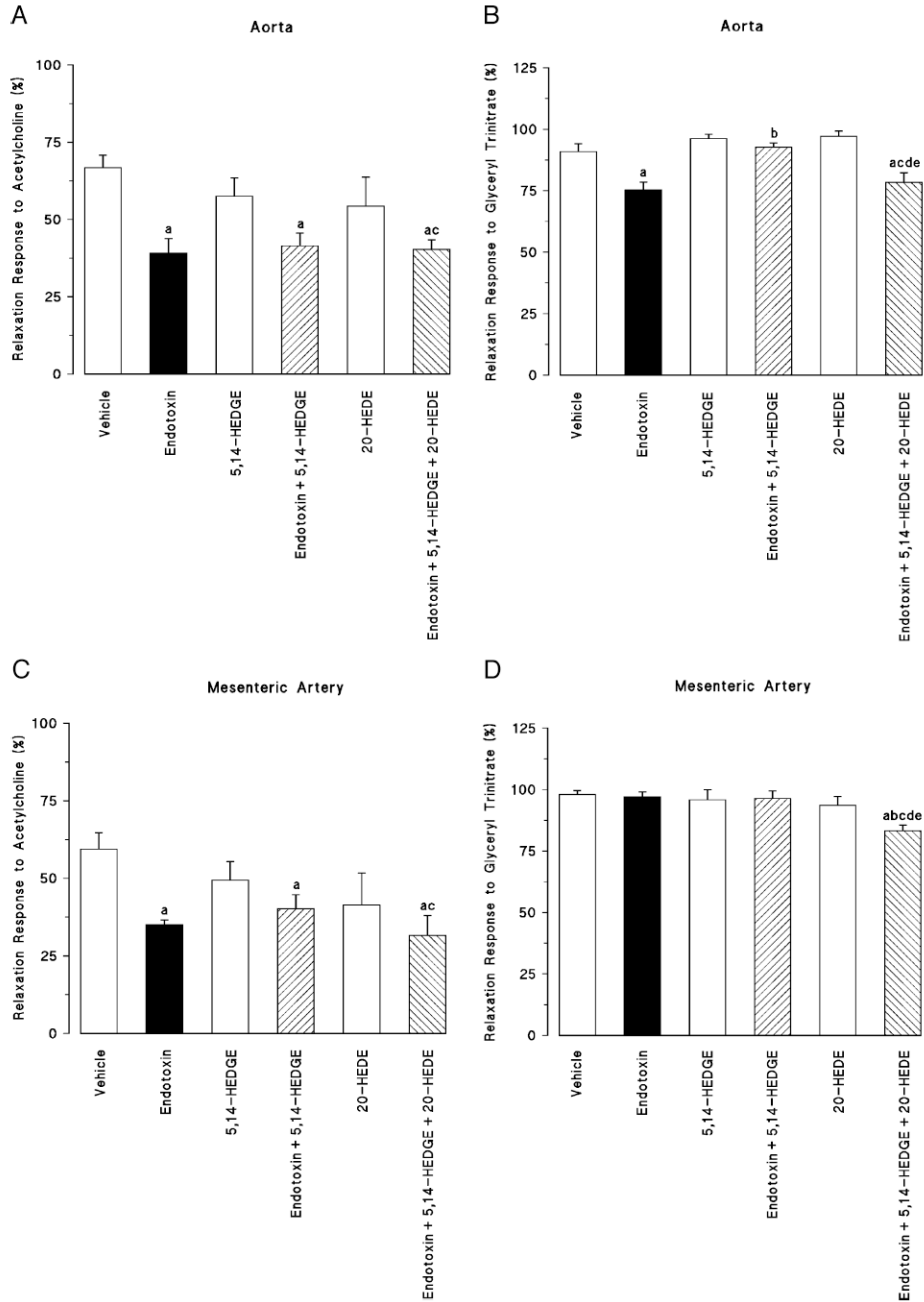 A
Aorta
Relaxation Response to Acetylcholine (%)
100
75
50
25
0
a
a
ac
Vehicle
Endotoxin
5,14-HEDGE
Endotoxin + 5,14-HEDGE
20-HEDE
Endotoxin + 5,14-HEDGE + 20-HEDE
B
Aorta
Relaxation Response to Glyceryl Trinitrate (%)
125
100
75
50
25
0
a
b
acde
Vehicle
Endotoxin
5,14-HEDGE
Endotoxin + 5,14-HEDGE
20-HEDE
Endotoxin + 5,14-HEDGE + 20-HEDE
C
Mesenteric Artery
Relaxation Response to Acetylcholine (%)
100
75
50
25
0
a
a
ac
Vehicle
Endotoxin
5,14-HEDGE
Endotoxin + 5,14-HEDGE
20-HEDE
Endotoxin + 5,14-HEDGE + 20-HEDE
D
Mesenteric Artery
Relaxation Response to Glyceryl Trinitrate (%)
125
100
75
50
25
0
abcde
Vehicle
Endotoxin
5,14-HEDGE
Endotoxin + 5,14-HEDGE
20-HEDE
Endotoxin + 5,14-HEDGE + 20-HEDE